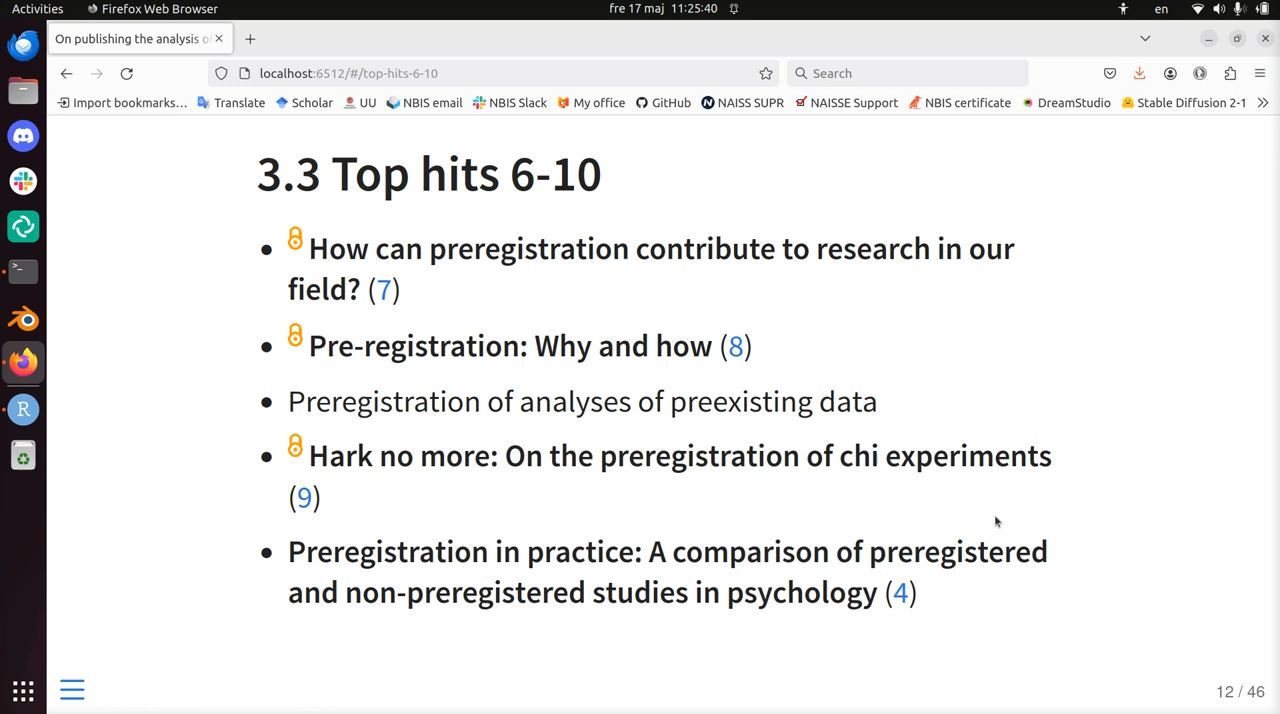 Activities Firefox Web Browser fre 17 maj 11:25:40 en
On publishing the analysis o
localhost:6512/#/top-hits-6-10 Search
Import bookmarks... Translate Scholar UU NBIS email NBIS Slack My office GitHub NAISS SUPR NAISSE Support NBIS certificate DreamStudio Stable Diffusion 2-1
3.3 Top hits 6-10
• How can preregistration contribute to research in our
field? (7)
• Pre-registration: Why and how (8)
• Preregistration of analyses of preexisting data
• Hark no more: On the preregistration of chi experiments
(9)
• Preregistration in practice: A comparison of preregistered
and non-preregistered studies in psychology (4)
12 / 46